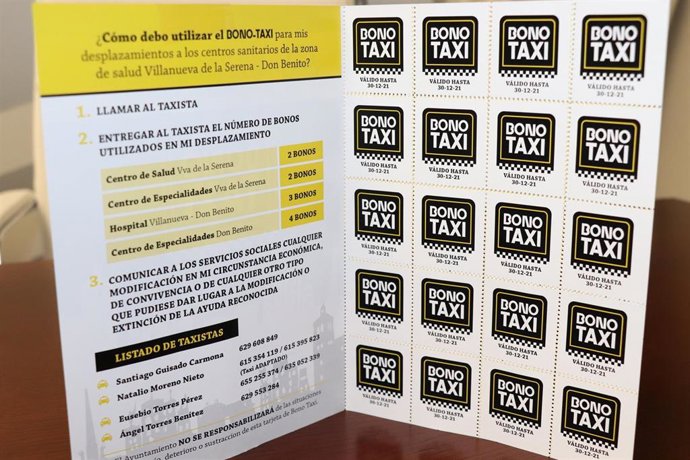 ¿Cómo debo utilizar el BONO-TAXI para mis
desplazamientos a los centros sanitarios de la zona
de salud Villanueva de la Serena - Don Benito?
1. LLAMAR AL TAXISTA
2. ENTREGAR AL TAXISTA EL NÚMERO DE BONOS
UTILIZADOS EN MI DESPLAZAMIENTO
Centro de Salud Vva de la Serena 2 BONOS
Centro de Especialidades Vva de la Serena 2 BONOS
Hospital Villanueva - Don Benito 3 BONOS
Centro de Especialidades Don Benito 4 BONOS
3. COMUNICAR A LOS SERVICIOS SOCIALES CUALQUIER
MODIFICACIÓN EN MI CIRCUNSTANCIA ECONÓMICA,
DE CONVIVENCIA O DE CUALQUIER OTRO TIPO
QUE PUDIESE DAR LUGAR A LA MODIFICACIÓN O
EXTINCIÓN DE LA AYUDA RECONOCIDA
LISTADO DE TAXISTAS
Santiago Guisado Carmona 629 608 849
Natalio Moreno Nieto 615 354 119 / 615 395 823
(Taxi ADAPTADO)
Eusebio Torres Pérez 655 255 374 / 635 052 339
Ángel Torres Benítez 629 553 284
El Ayuntamiento NO SE RESPONSABILIZARÁ de las situaciones
deterioro o sustraccion de esta tarjeta de Bono Taxi.
BONO TAXI BONO TAXI BONO TAXI BONO TAXI
VÁLIDO HASTA 30-12-21 VÁLIDO HASTA 30-12-21 VÁLIDO HASTA 30-12-21 VÁLIDO HASTA 30-12-21
BONO TAXI BONO TAXI BONO TAXI BONO TAXI
VÁLIDO HASTA 30-12-21 VÁLIDO HASTA 30-12-21 VÁLIDO HASTA 30-12-21 VÁLIDO HASTA 30-12-21
BONO TAXI BONO TAXI BONO TAXI BONO TAXI
VÁLIDO HASTA 30-12-21 VÁLIDO HASTA 30-12-21 VÁLIDO HASTA 30-12-21 VÁLIDO HASTA 30-12-21
BONO TAXI BONO TAXI BONO TAXI BONO TAXI
VÁLIDO HASTA 30-12-21 VÁLIDO HASTA 30-12-21 VÁLIDO HASTA 30-12-21 VÁLIDO HASTA 30-12-21
BONO TAXI BONO TAXI BONO TAXI BONO TAXI
VÁLIDO HASTA 30-12-21 VÁLIDO HASTA 30-12-21 VÁLIDO HASTA 30-12-21 VÁLIDO HASTA 30-12-21